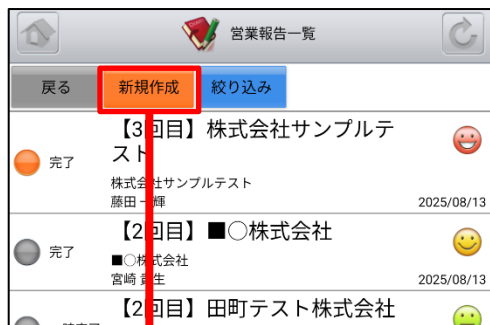 営業報告一覧
戻る 新規作成 絞り込み
【3回目】株式会社サンプルテ
スト
完了
株式会社サンプルテスト
藤田 一輝
2025/08/13
【2回目】■○株式会社
完了
■○株式会社
宮崎 貴生
2025/08/13
【2回目】田町テスト株式会社